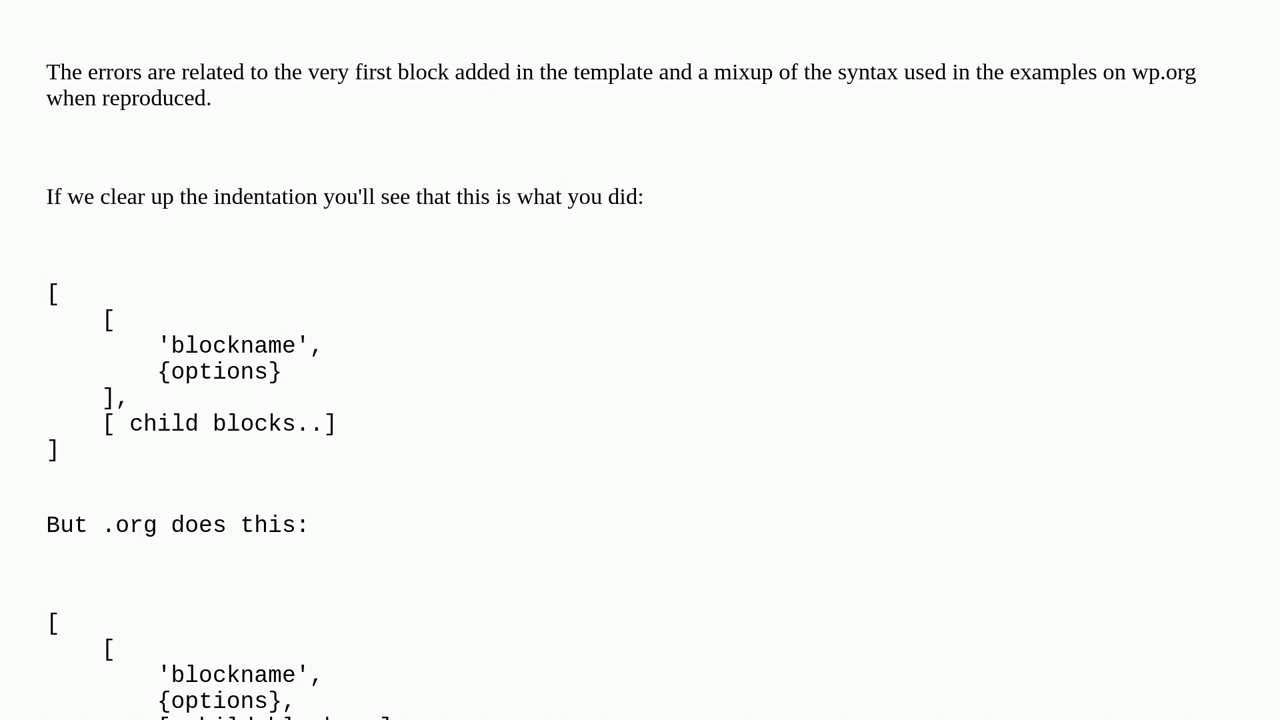 The errors are related to the very first block added in the template and a mixup of the syntax used in the examples on wp.org
when reproduced.
If we clear up the indentation you'll see that this is what you did:
[
    [
        'blockname',
        {options}
    ],
    [ child blocks..]
]
But .org does this:
[
    [
        'blockname',
        {options},